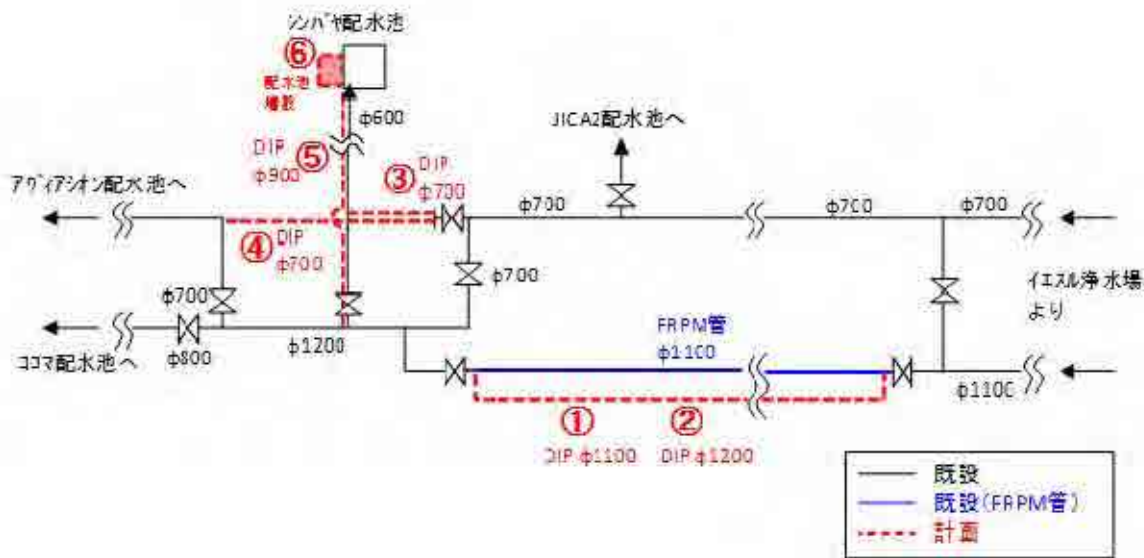 シンバヤ配水池
⑥
配水池
増設
φ600
JICA2配水池へ
DIP
φ900
⑤
③
DIP
φ700
アヴィアシオン配水池へ
φ700
φ700
φ700
④
DIP
φ700
φ700
イエスル浄水場
より
φ700
φ1200
FRPM管
φ1100
ココマ配水池へ
φ800
φ1100
①
②
DIP φ1100
DIP φ1200
既設
既設(FRPM管)
計画